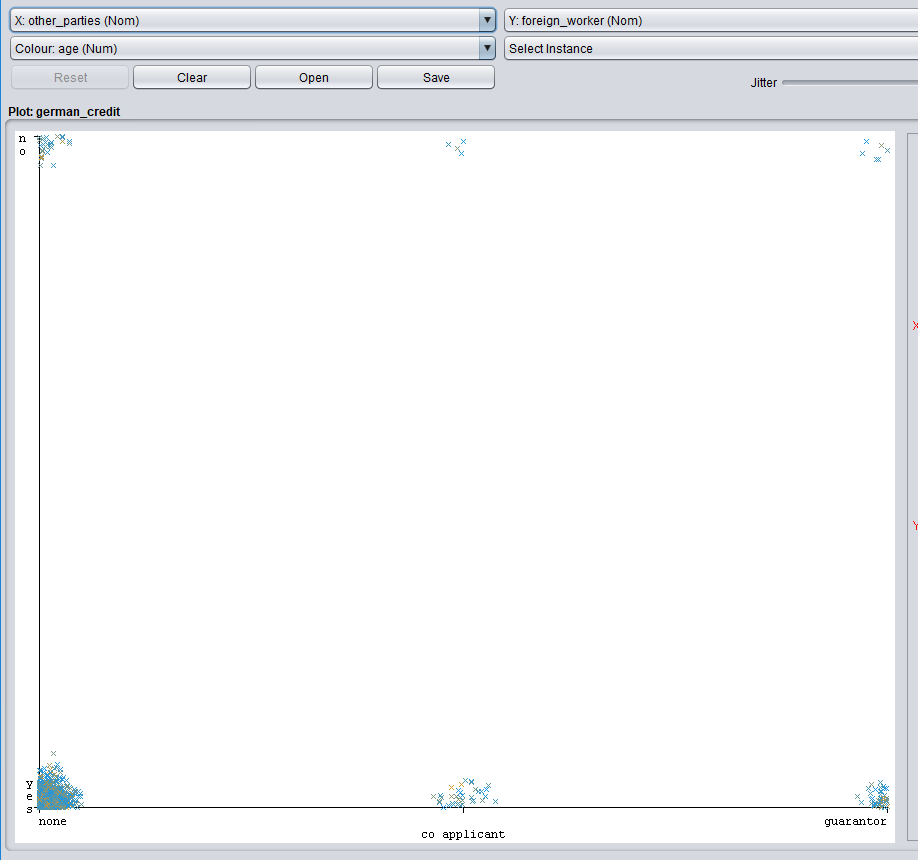 X: other_parties (Nom)
Y: foreign_worker (Nom)
Colour: age (Num)
Select Instance
Reset
Clear
Open
Save
Jitter
Plot: german_credit
n
o
X
Y
y
e
s
none
co applicant
guarantor